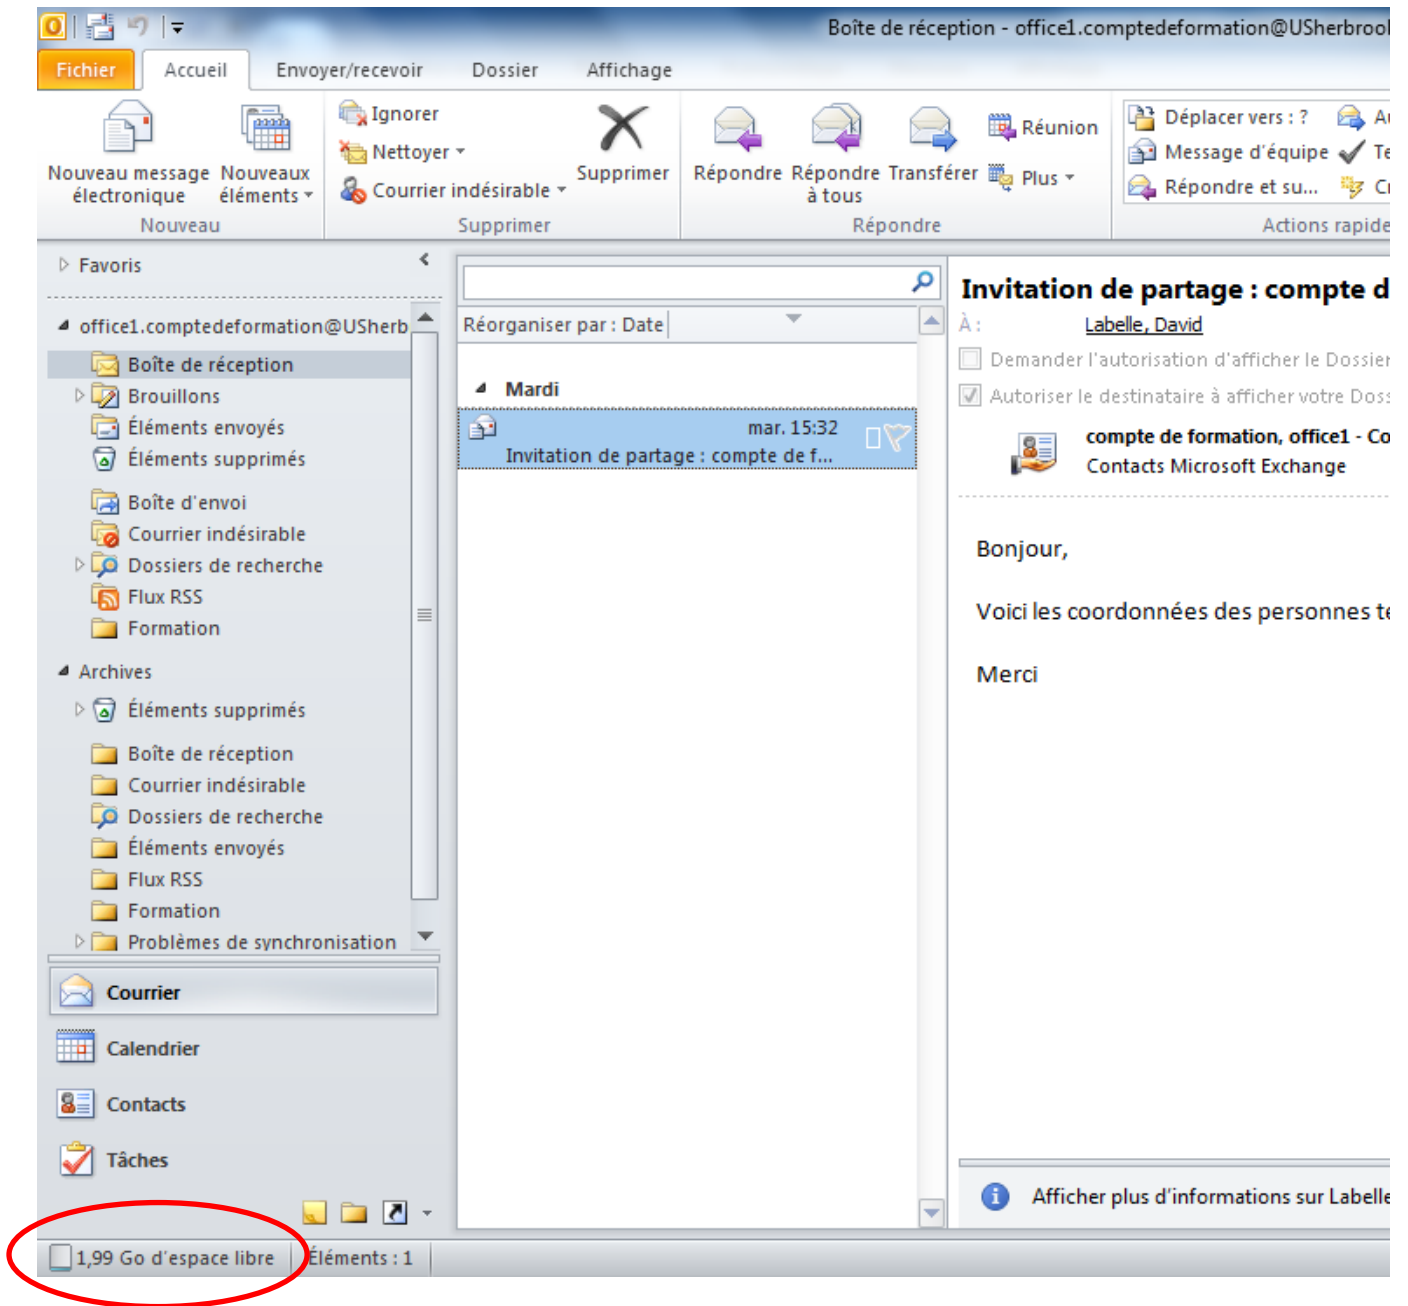 Boîte de réception - office1.comptedeformation@USherbrook
Fichier Accueil Envoyer/recevoir Dossier Affichage
Nouveau message électronique
Nouveaux éléments
Nouveau
Ignorer
Nettoyer
Courrier indésirable
Supprimer
Supprimer
Répondre
Répondre à tous
Transférer
Réunion
Plus
Répondre
Déplacer vers : ?
Message d'équipe
Répondre et su...
Actions rapide
Favoris
office1.comptedeformation@USherb
Boîte de réception
Brouillons
Éléments envoyés
Éléments supprimés
Boîte d'envoi
Courrier indésirable
Dossiers de recherche
Flux RSS
Formation
Archives
Éléments supprimés
Boîte de réception
Courrier indésirable
Dossiers de recherche
Éléments envoyés
Flux RSS
Formation
Problèmes de synchronisation
Courrier
Calendrier
Contacts
Tâches
1,99 Go d'espace libre
Éléments : 1
Réorganiser par : Date
Mardi
mar. 15:32
Invitation de partage : compte de f...
Invitation de partage : compte d
À : Labelle, David
Demander l'autorisation d'afficher le Dossier
Autoriser le destinataire à afficher votre Doss
compte de formation, office1 - Co
Contacts Microsoft Exchange
Bonjour,
Voici les coordonnées des personnes te
Merci
Afficher plus d'informations sur Labelle